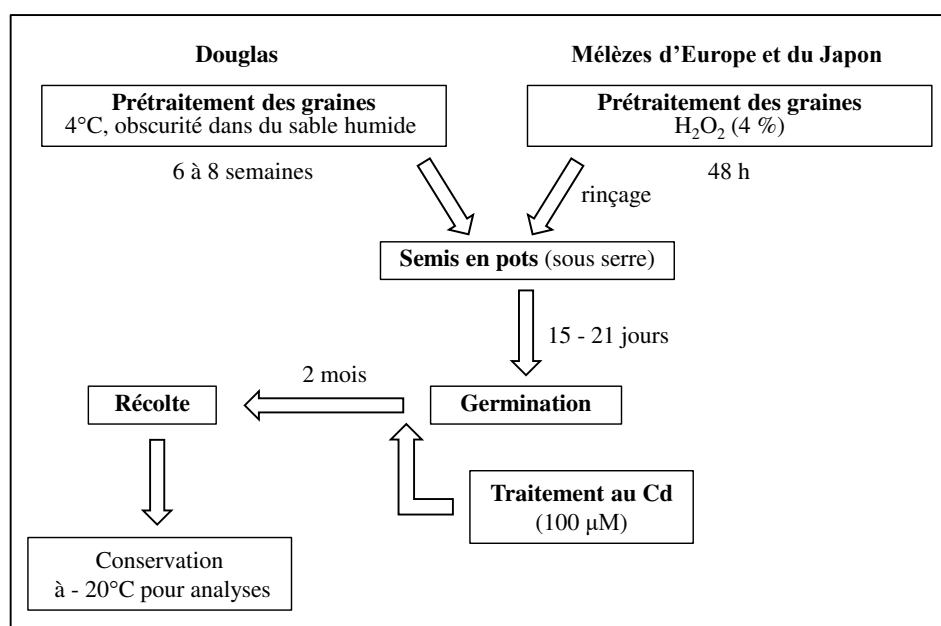 Douglas
Mélèzes d'Europe et du Japon
Prétraitement des graines
4°C, obscurité dans du sable humide
Prétraitement des graines
H₂O₂ (4 %)
6 à 8 semaines
48 h
rinçage
Semis en pots (sous serre)
15 - 21 jours
2 mois
Récolte
Germination
Traitement au Cd
(100 µM)
Conservation
à - 20°C pour analyses